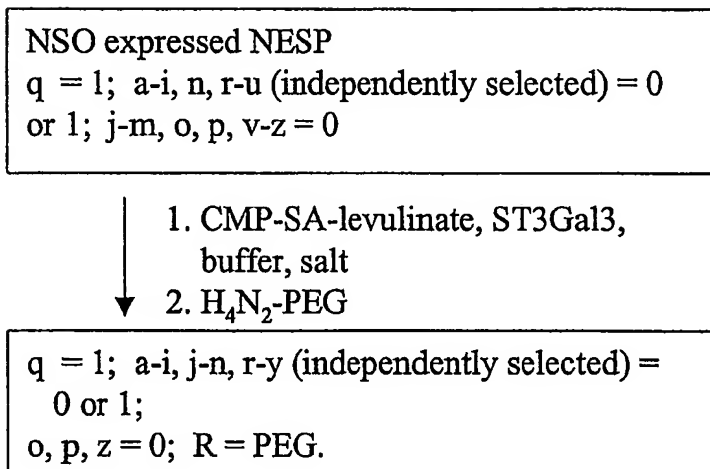 NSO expressed NESP
q = 1; a-i, n, r-u (independently selected) = 0
or 1; j-m, o, p, v-z = 0
1. CMP-SA-levulinate, ST3Gal3,
buffer, salt
2. H₄N₂-PEG
q = 1; a-i, j-n, r-y (independently selected) =
0 or 1;
o, p, z = 0; R = PEG.